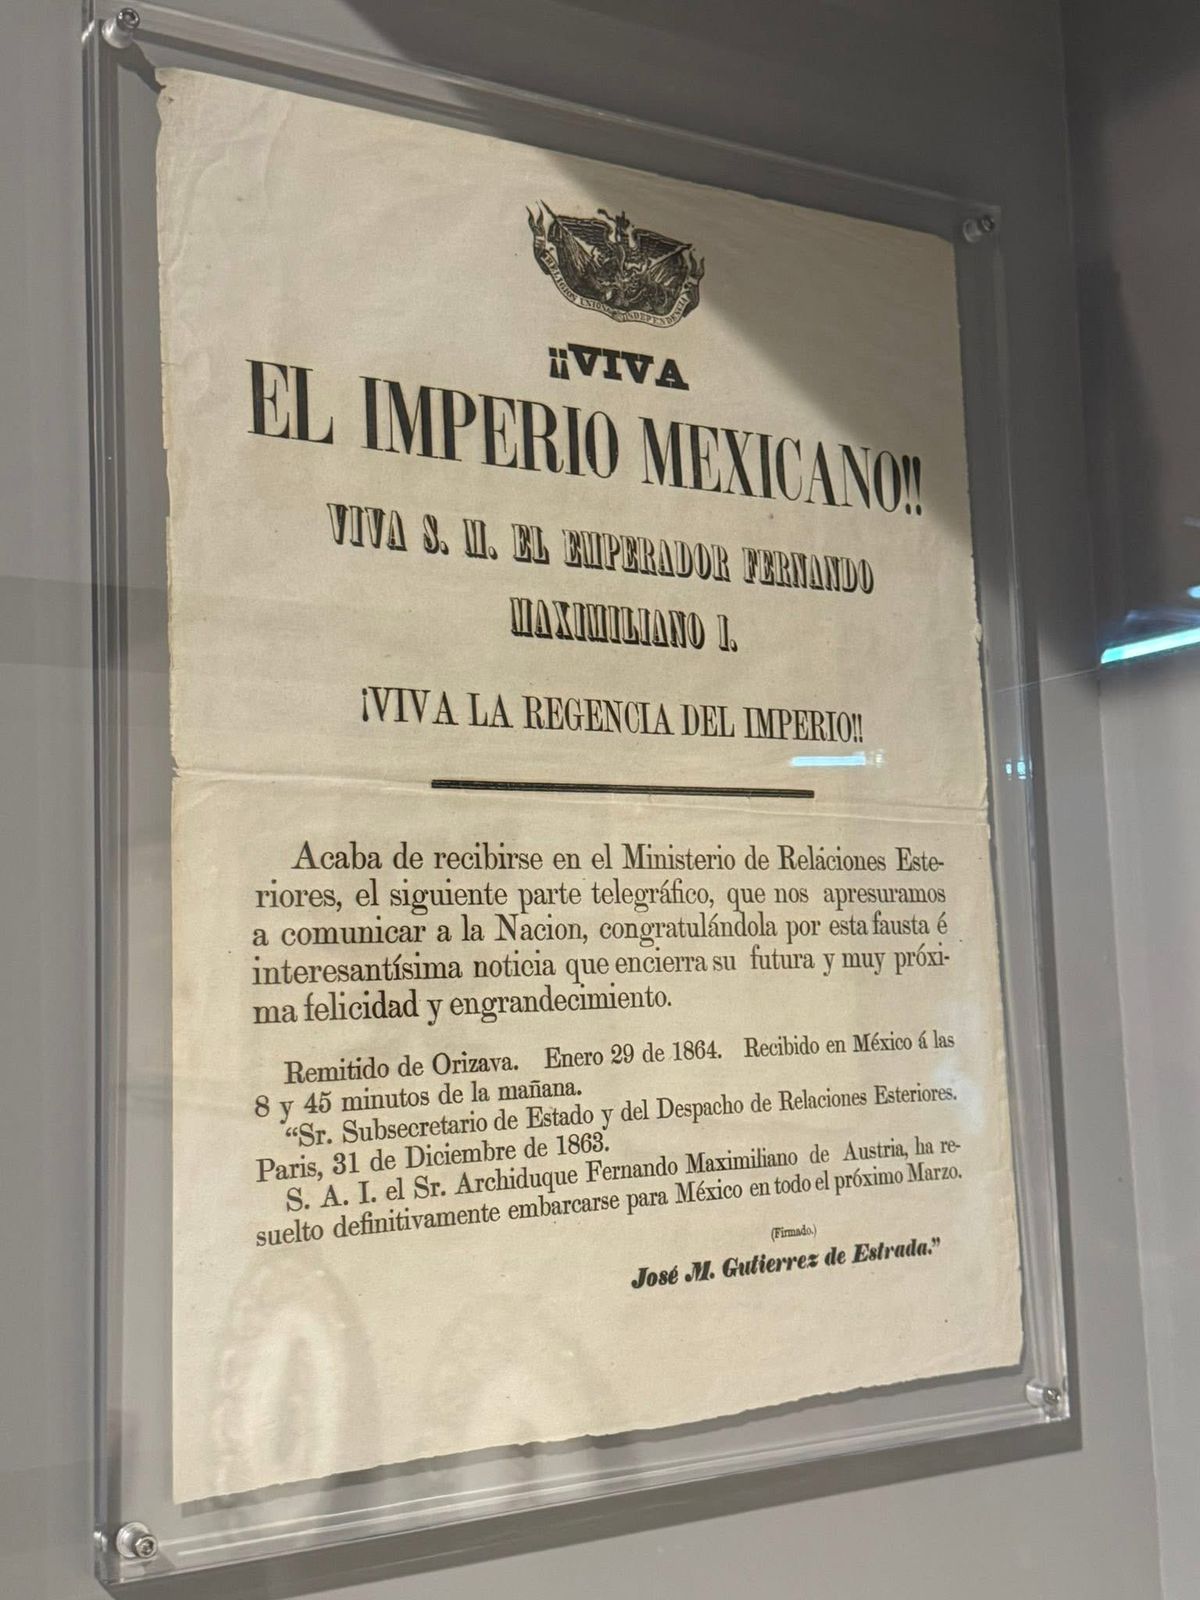 RELIGION UNION INDEPENDENCIA
¡¡VIVA
EL IMPERIO MEXICANO!!
VIVA S. M. EL EMPERADOR FERNANDO
MAXIMILIANO I.
¡VIVA LA REGENCIA DEL IMPERIO!!
Acaba de recibirse en el Ministerio de Relaciones Este-
riores, el siguiente parte telegráfico, que nos apresuramos
a comunicar a la Nacion, congratulándola por esta fausta é
interesantísima noticia que encierra su futura y muy próxi-
ma felicidad y engrandecimiento.
Remitido de Orizava. Enero 29 de 1864. Recibido en México á las
8 y 45 minutos de la mañana.
“Sr. Subsecretario de Estado y del Despacho de Relaciones Esteriores.
Paris, 31 de Diciembre de 1863.
S. A. I. el Sr. Archiduque Fernando Maximiliano de Austria, ha re-
suelto definitivamente embarcarse para México en todo el próximo Marzo.
(Firmado.)
José M. Gutierrez de Estrada.”